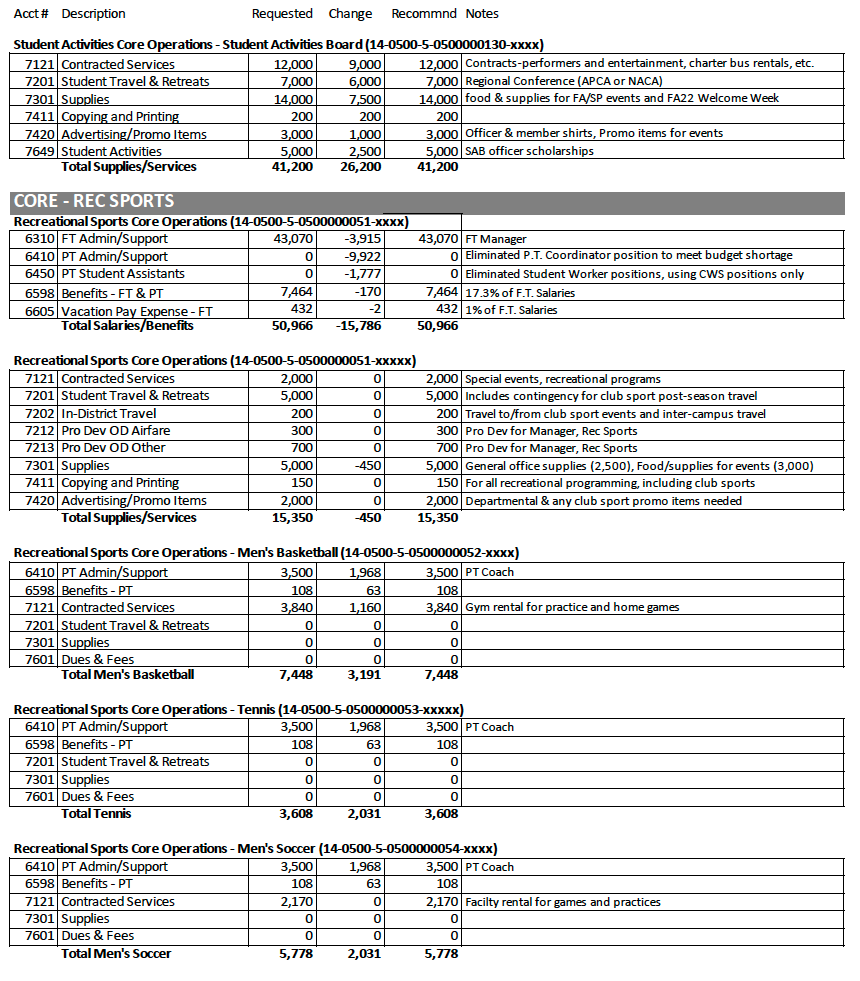 Acct # Description Requested Change Recommnd Notes
Student Activities Core Operations - Student Activities Board (14-0500-5-0500000130-xxxx)
7121 Contracted Services 12,000 9,000 12,000 Contracts-performers and entertainment, charter bus rentals, etc.
7201 Student Travel & Retreats 7,000 6,000 7,000 Regional Conference (APCA or NACA)
7301 Supplies 14,000 7,500 14,000 food & supplies for FA/SP events and FA22 Welcome Week
7411 Copying and Printing 200 200 200
7420 Advertising/Promo Items 3,000 1,000 3,000 Officer & member shirts, Promo items for events
7649 Student Activities 5,000 2,500 5,000 SAB officer scholarships
Total Supplies/Services 41,200 26,200 41,200
CORE - REC SPORTS
Recreational Sports Core Operations (14-0500-5-0500000051-xxxx)
6310 FT Admin/Support 43,070 -3,915 43,070 FT Manager
6410 PT Admin/Support 0 -9,922 0 Eliminated P.T. Coordinator position to meet budget shortage
6450 PT Student Assistants 0 -1,777 0 Eliminated Student Worker positions, using CWS positions only
6598 Benefits - FT & PT 7,464 -170 7,464 17.3% of F.T. Salaries
6605 Vacation Pay Expense - FT 432 -2 432 1% of F.T. Salaries
Total Salaries/Benefits 50,966 -15,786 50,966
Recreational Sports Core Operations (14-0500-5-0500000051-xxxxx)
7121 Contracted Services 2,000 0 2,000 Special events, recreational programs
7201 Student Travel & Retreats 5,000 0 5,000 Includes contingency for club sport post-season travel
7202 In-District Travel 200 0 200 Travel to/from club sport events and inter-campus travel
7212 Pro Dev OD Airfare 300 0 300 Pro Dev for Manager, Rec Sports
7213 Pro Dev OD Other 700 0 700 Pro Dev for Manager, Rec Sports
7301 Supplies 5,000 -450 5,000 General office supplies (2,500), Food/supplies for events (3,000)
7411 Copying and Printing 150 0 150 For all recreational programming, including club sports
7420 Advertising/Promo Items 2,000 0 2,000 Departmental & any club sport promo items needed
Total Supplies/Services 15,350 -450 15,350
Recreational Sports Core Operations - Men's Basketball (14-0500-5-0500000052-xxxx)
6410 PT Admin/Support 3,500 1,968 3,500 PT Coach
6598 Benefits - PT 108 63 108
7121 Contracted Services 3,840 1,160 3,840 Gym rental for practice and home games
7201 Student Travel & Retreats 0 0 0
7301 Supplies 0 0 0
7601 Dues & Fees 0 0 0
Total Men's Basketball 7,448 3,191 7,448
Recreational Sports Core Operations - Tennis (14-0500-5-0500000053-xxxxx)
6410 PT Admin/Support 3,500 1,968 3,500 PT Coach
6598 Benefits - PT 108 63 108
7201 Student Travel & Retreats 0 0 0
7301 Supplies 0 0 0
7601 Dues & Fees 0 0 0
Total Tennis 3,608 2,031 3,608
Recreational Sports Core Operations - Men's Soccer (14-0500-5-0500000054-xxxx)
6410 PT Admin/Support 3,500 1,968 3,500 PT Coach
6598 Benefits - PT 108 63 108
7121 Contracted Services 2,170 0 2,170 Facilty rental for games and practices
7301 Supplies 0 0 0
7601 Dues & Fees 0 0 0
Total Men's Soccer 5,778 2,031 5,778